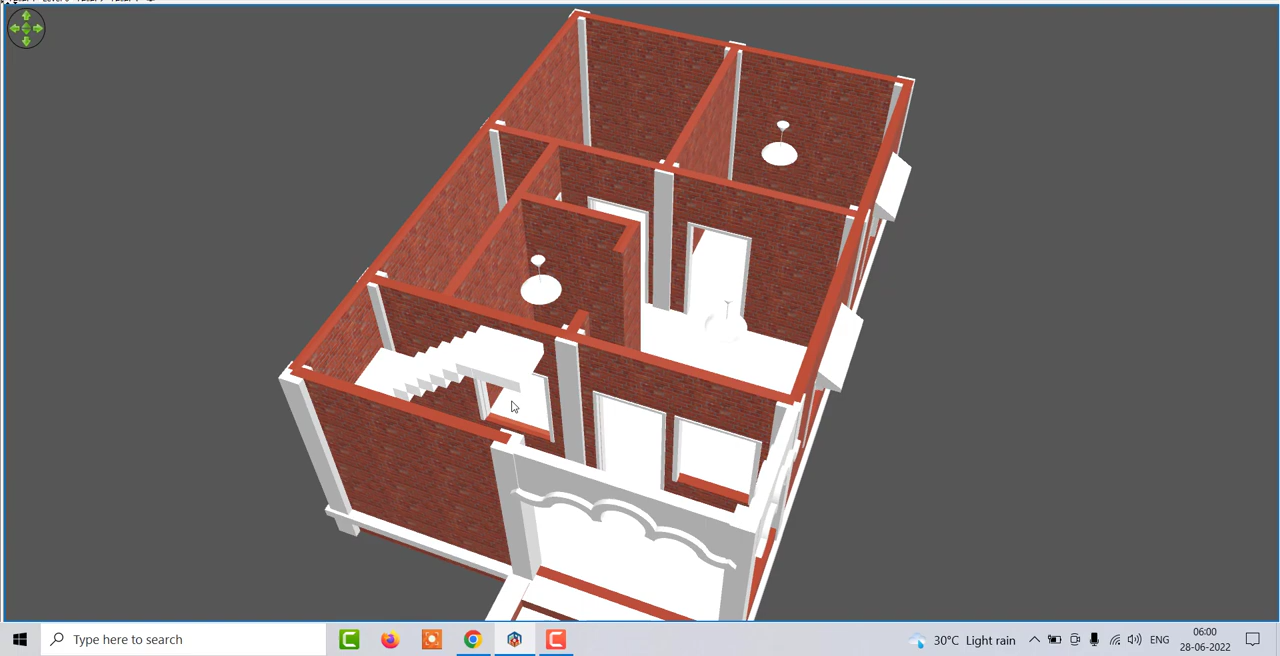 Type here to search
30°C Light rain
ENG
06:00
28-06-2022